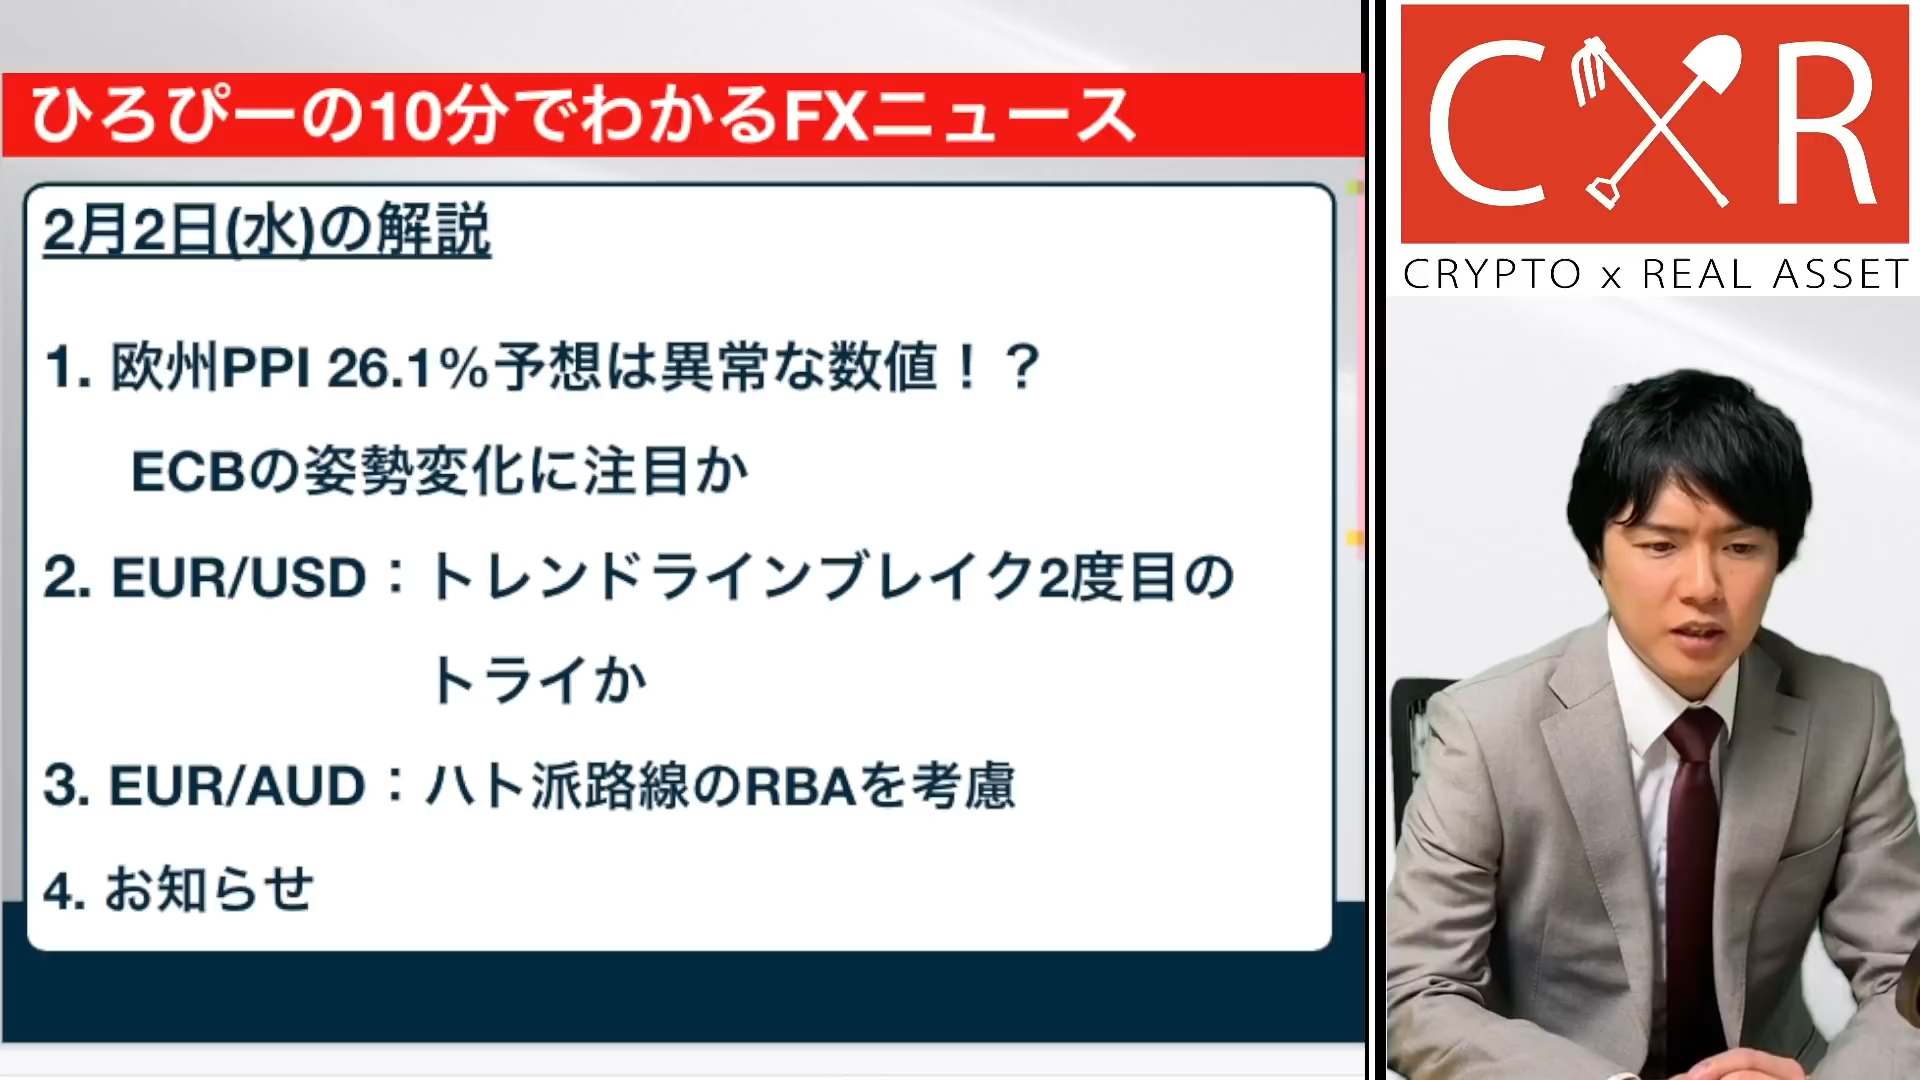 ひろぴーの10分でわかるFXニュース
2月2日(水)の解説
1. 欧州PPI 26.1%予想は異常な数値！？
ECBの姿勢変化に注目か
2. EUR/USD：トレンドラインブレイク2度目の
トライか
3. EUR/AUD：ハト派路線のRBAを考慮
4. お知らせ
CXR
CRYPTO x REAL ASSET